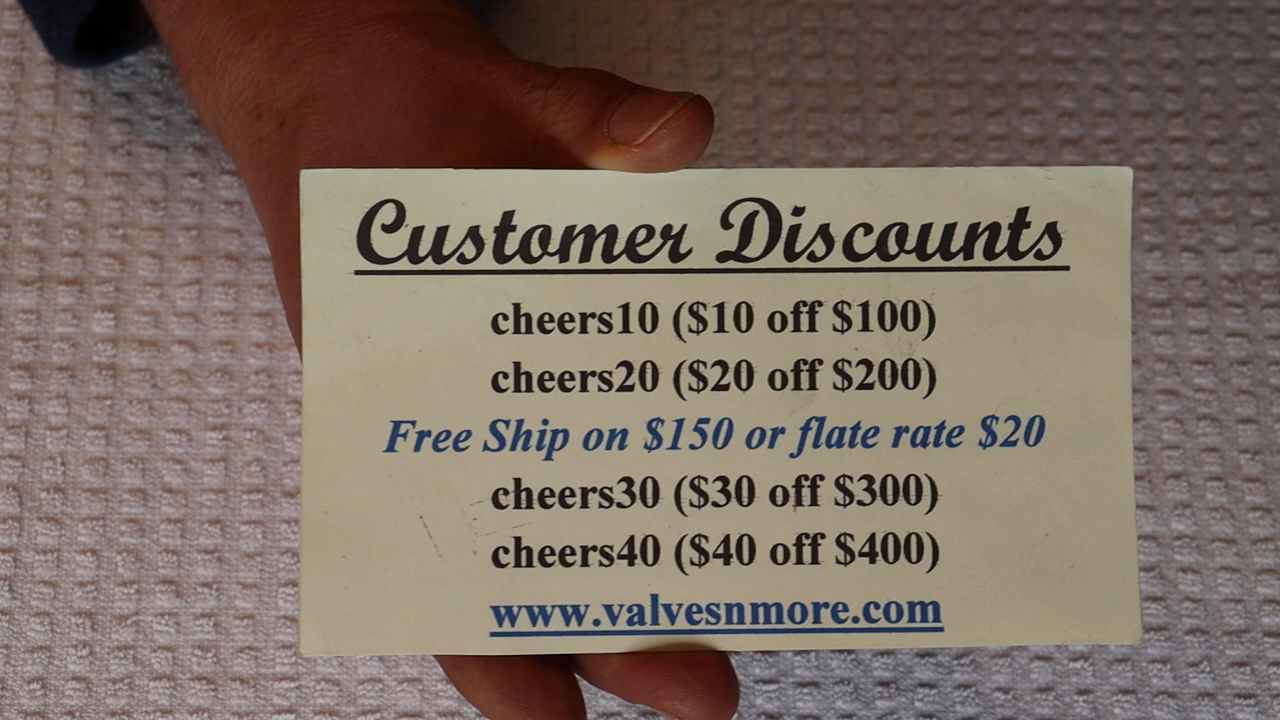 Customer Discounts
cheers10 ($10 off $100)
cheers20 ($20 off $200)
Free Ship on $150 or flate rate $20
cheers30 ($30 off $300)
cheers40 ($40 off $400)
www.valvesnmore.com